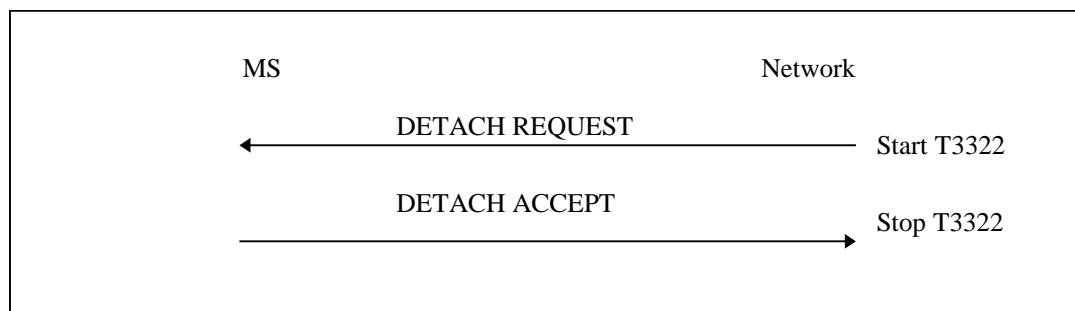 MS
Network
DETACH REQUEST
Start T3322
DETACH ACCEPT
Stop T3322